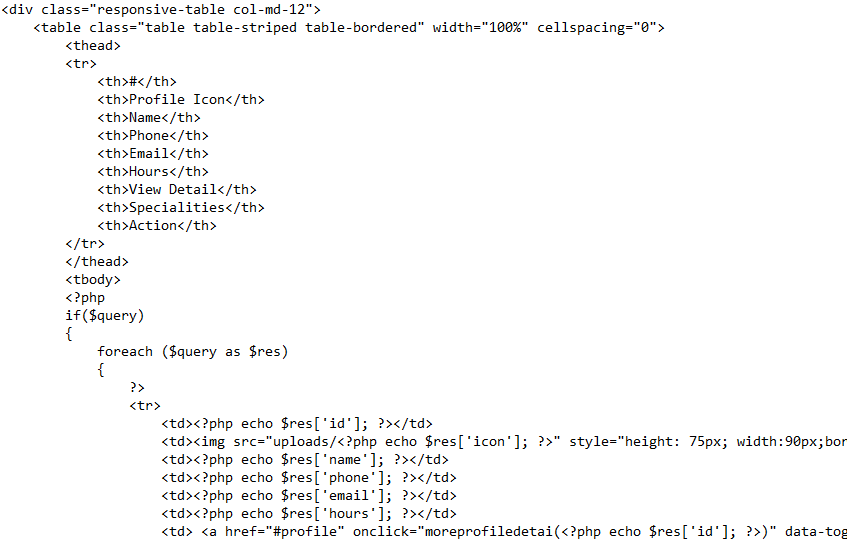 <div class="responsive-table col-md-12">
<table class="table table-striped table-bordered" width="100%" cellspacing="0">
<thead>
<tr>
<th>#</th>
<th>Profile Icon</th>
<th>Name</th>
<th>Phone</th>
<th>Email</th>
<th>Hours</th>
<th>View Detail</th>
<th>Specialities</th>
<th>Action</th>
</tr>
</thead>
<tbody>
<?php
if($query)
{
foreach ($query as $res)
{
?>
<tr>
<td><?php echo $res['id']; ?></td>
<td><img src="uploads/<?php echo $res['icon']; ?>" style="height: 75px; width:90px;bor
<td><?php echo $res['name']; ?></td>
<td><?php echo $res['phone']; ?></td>
<td><?php echo $res['email']; ?></td>
<td><?php echo $res['hours']; ?></td>
<td> <a href="#profile" onclick="moreprofiledetai(<?php echo $res['id']; ?>)" data-tog